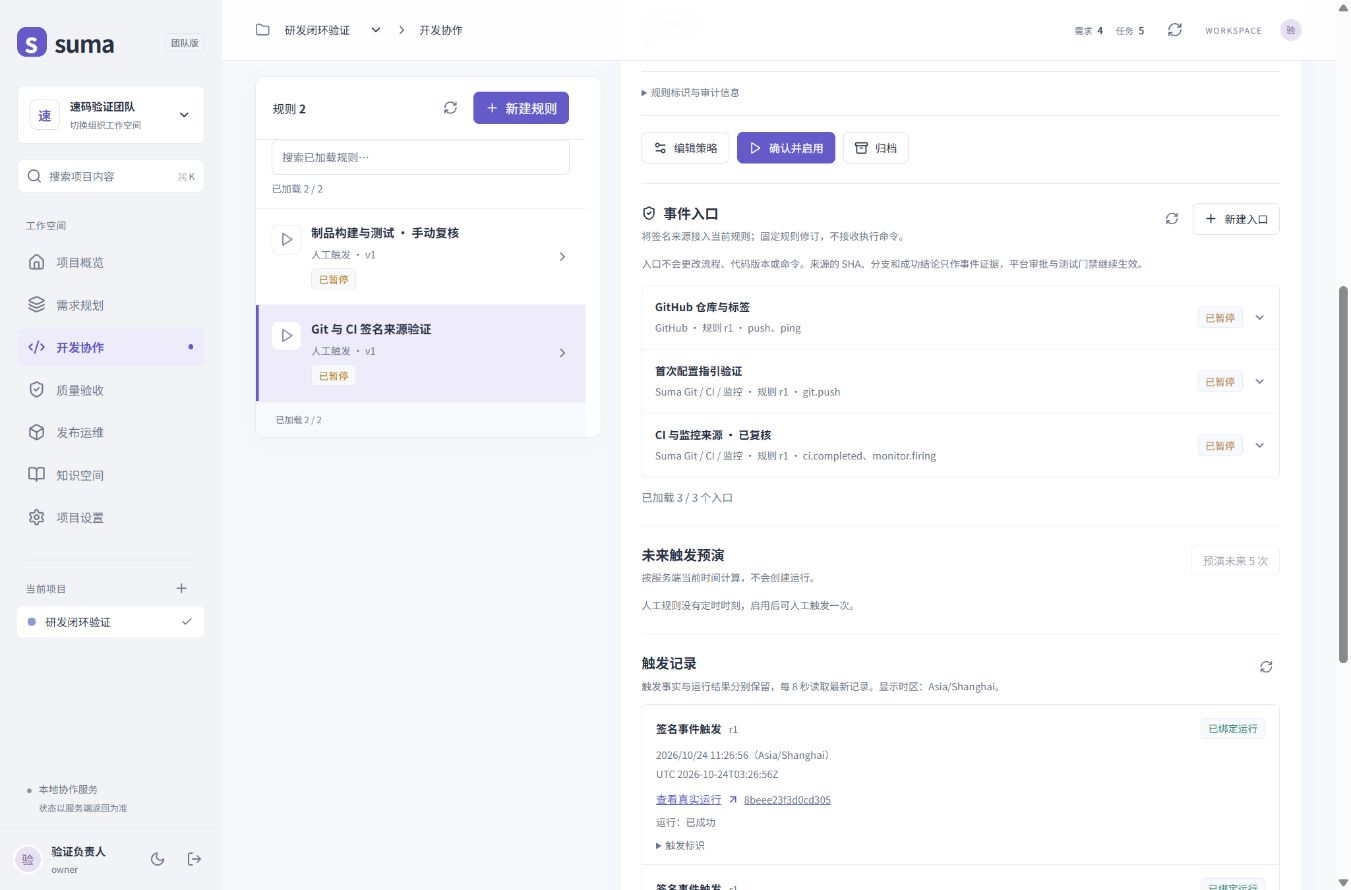 suma
团队版
速
速码验证团队
切换组织工作空间
搜索项目内容
⌘K
工作空间
项目概览
需求规划
开发协作
质量验收
发布运维
知识空间
项目设置
当前项目
研发闭环验证
本地协作服务
状态以服务端返回为准
验
验证负责人
owner
研发闭环验证
开发协作
需求 4
任务 5
WORKSPACE
验
规则 2
新建规则
搜索已加载规则…
已加载 2 / 2
制品构建与测试 · 手动复核
人工触发 · v1
已暂停
Git 与 CI 签名来源验证
人工触发 · v1
已暂停
已加载 2 / 2
规则标识与审计信息
编辑策略
确认并启用
归档
事件入口
新建入口
将签名来源接入当前规则；固定规则修订，不接收执行命令。
入口不会更改流程、代码版本或命令。来源的 SHA、分支和成功结论只作事件证据，平台审批与测试门禁继续生效。
GitHub 仓库与标签
GitHub · 规则 r1 · push、ping
已暂停
首次配置指引验证
Suma Git / CI / 监控 · 规则 r1 · git.push
已暂停
CI 与监控来源 · 已复核
Suma Git / CI / 监控 · 规则 r1 · ci.completed、monitor.firing
已暂停
已加载 3 / 3 个入口
未来触发预演
预演未来 5 次
按服务端当前时间计算，不会创建运行。
人工规则没有定时时刻，启用后可人工触发一次。
触发记录
触发事实与运行结果分别保留，每 8 秒读取最新记录。显示时区：Asia/Shanghai。
签名事件触发 r1
已绑定运行
2026/10/24 11:26:56（Asia/Shanghai）
UTC 2026-10-24T03:26:56Z
查看真实运行 8beee23f3d0cd305
运行：已成功
触发标识
签名事件触发 r1
已绑定运行